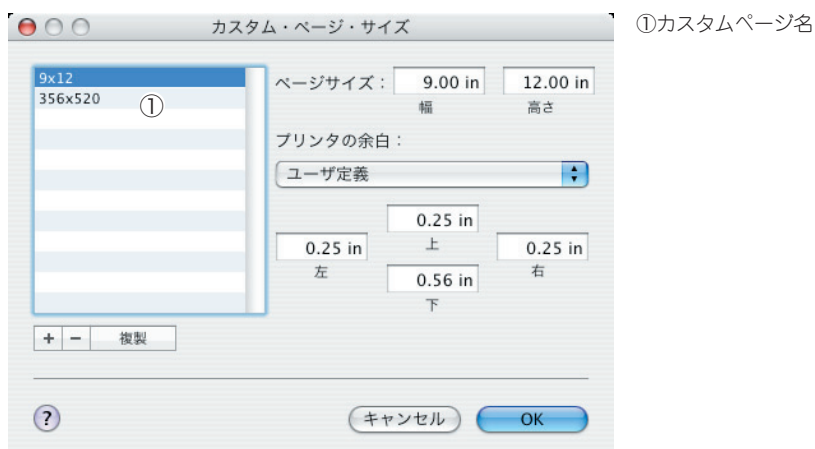 カスタム・ページ・サイズ
①カスタムページ名
9x12
356x520
①
ページサイズ：
9.00 in
12.00 in
幅
高さ
プリンタの余白：
ユーザ定義
0.25 in
上
0.25 in
左
0.25 in
右
0.56 in
下
+ − 複製
?
キャンセル
OK